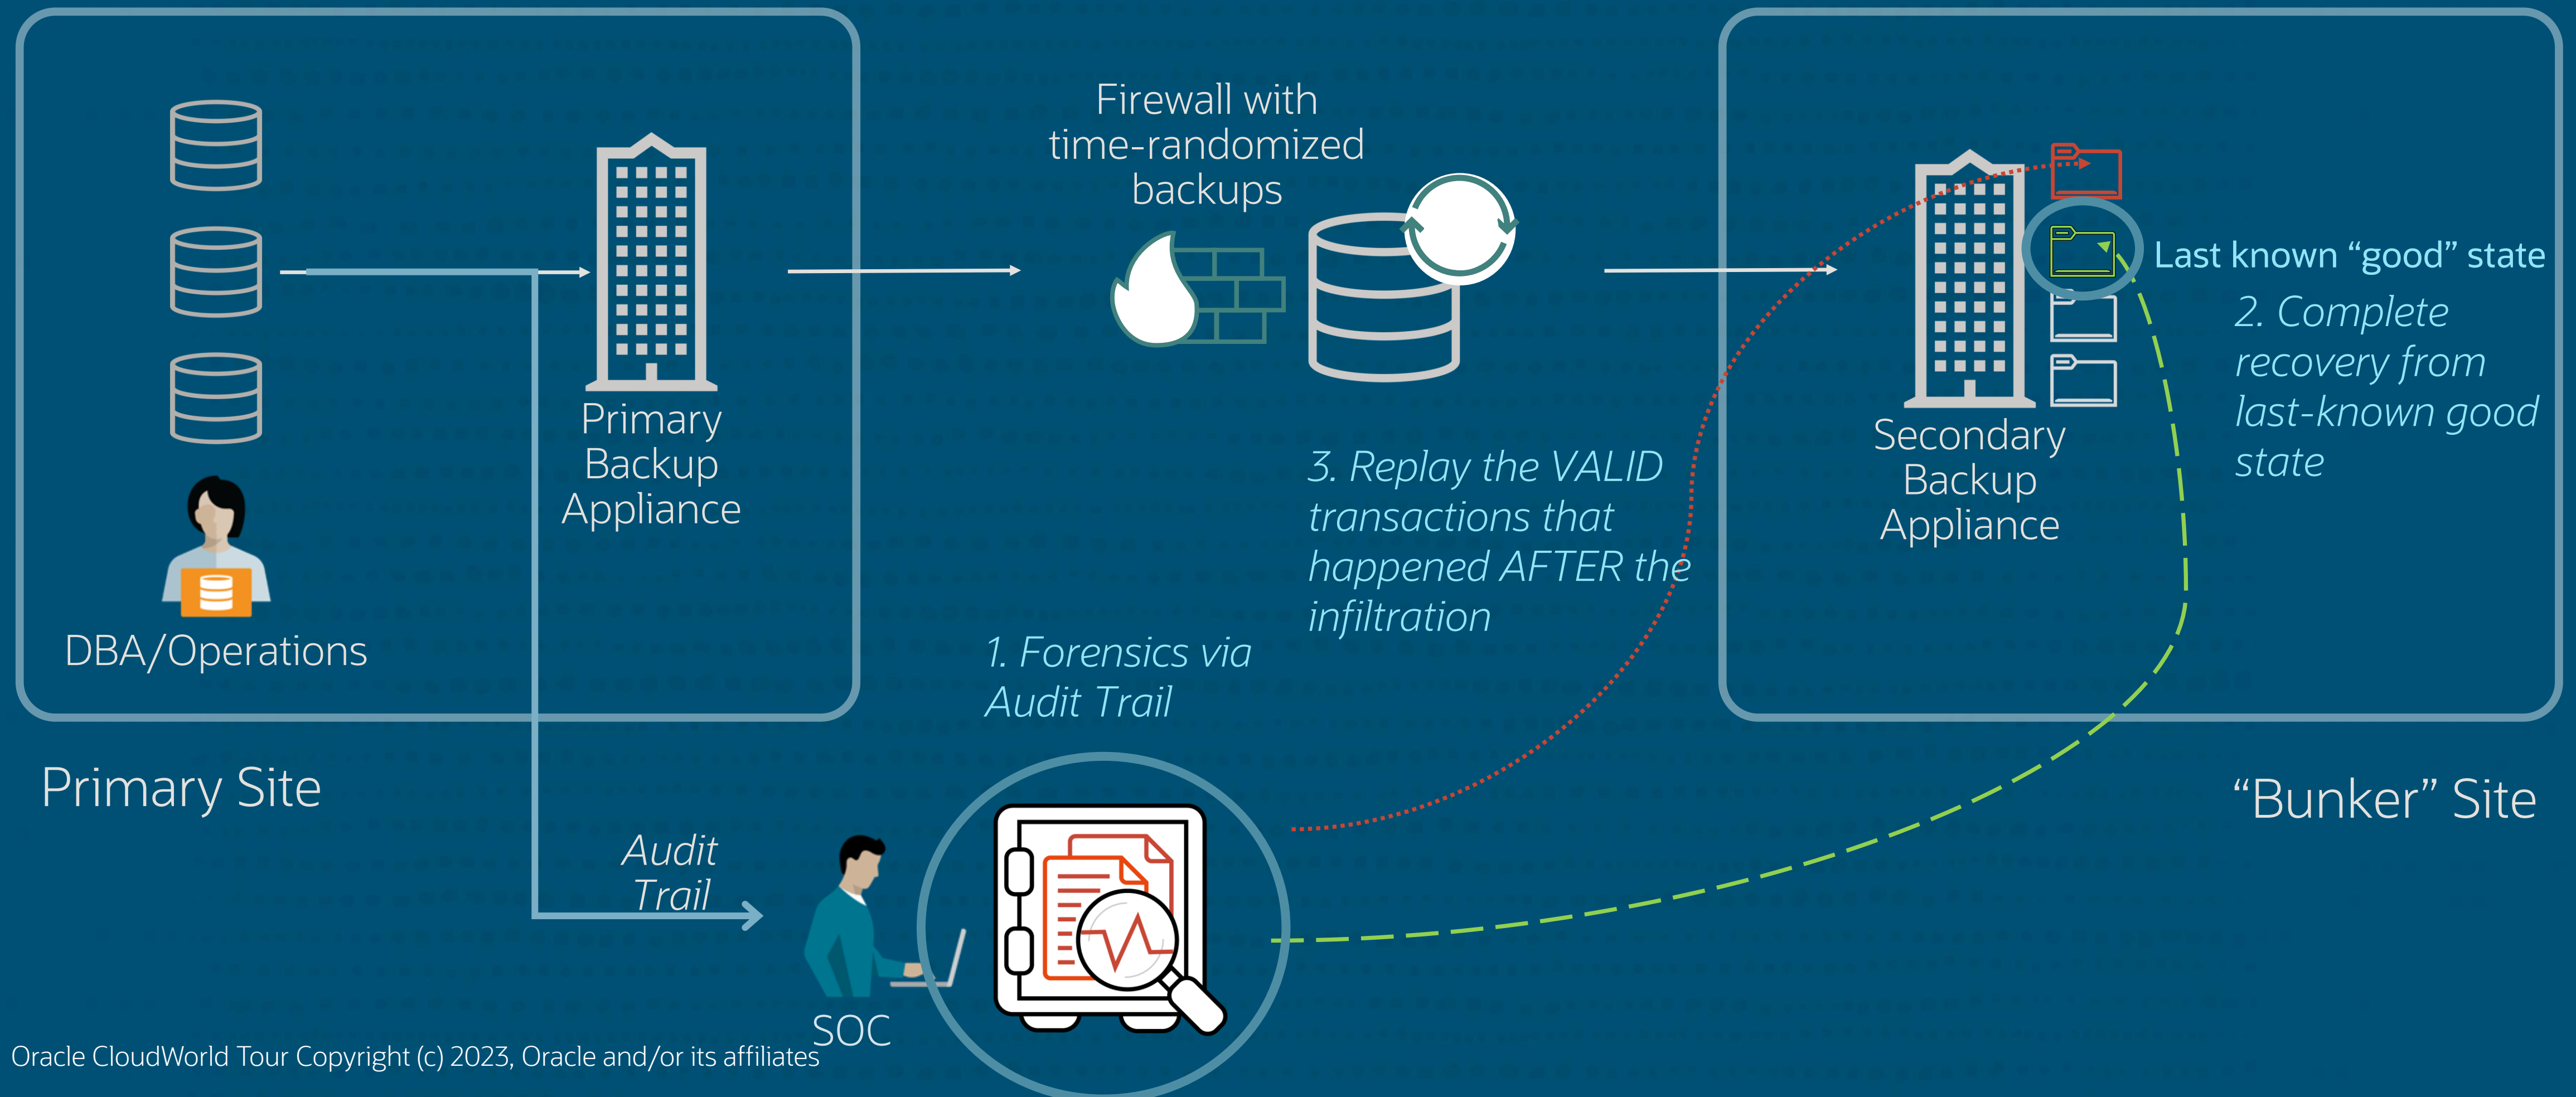 Firewall with
time-randomized
backups
Primary
Backup
Appliance
DBA/Operations
Primary Site
Last known “good” state
2. Complete
recovery from
last-known good
state
Secondary
Backup
Appliance
“Bunker” Site
1. Forensics via
Audit Trail
3. Replay the VALID
transactions that
happened AFTER the
infiltration
Audit
Trail
SOC
Oracle CloudWorld Tour Copyright (c) 2023, Oracle and/or its affiliates